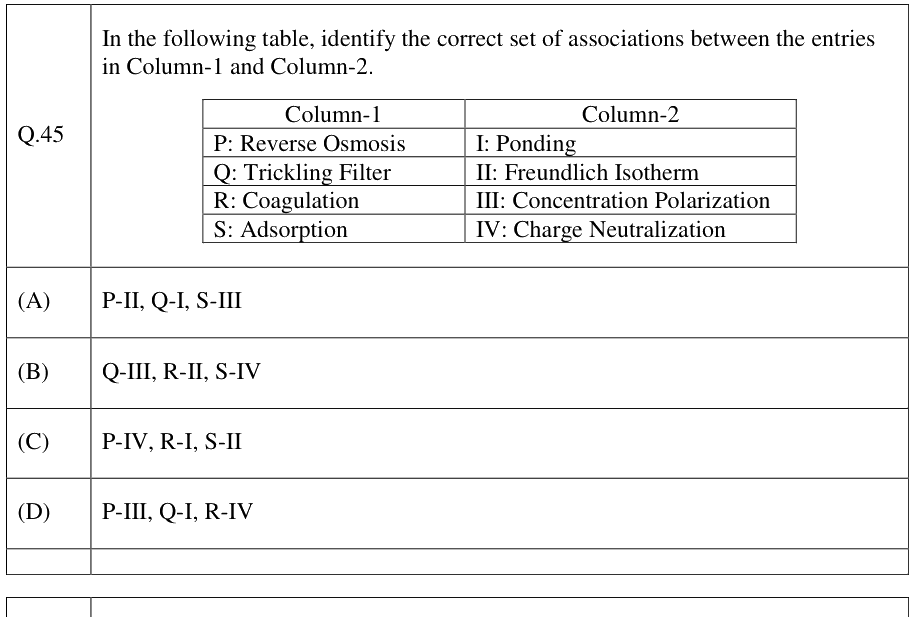 In the following table, identify the correct set of associations between the entries
in Column-1 and Column-2.
Q.45
Column-1 Column-2
P: Reverse Osmosis I: Ponding
Q: Trickling Filter II: Freundlich Isotherm
R: Coagulation III: Concentration Polarization
S: Adsorption IV: Charge Neutralization
(A) P-II, Q-I, S-III
(B) Q-III, R-II, S-IV
(C) P-IV, R-I, S-II
(D) P-III, Q-I, R-IV